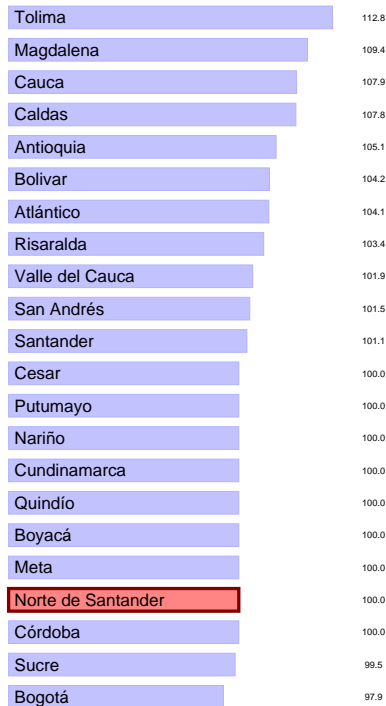 Tolima 112.8
Magdalena 109.4
Cauca 107.9
Caldas 107.8
Antioquia 105.1
Bolivar 104.2
Atlántico 104.1
Risaralda 103.4
Valle del Cauca 101.9
San Andrés 101.5
Santander 101.1
Cesar 100.0
Putumayo 100.0
Nariño 100.0
Cundinamarca 100.0
Quindío 100.0
Boyacá 100.0
Meta 100.0
Norte de Santander 100.0
Córdoba 100.0
Sucre 99.5
Bogotá 97.9